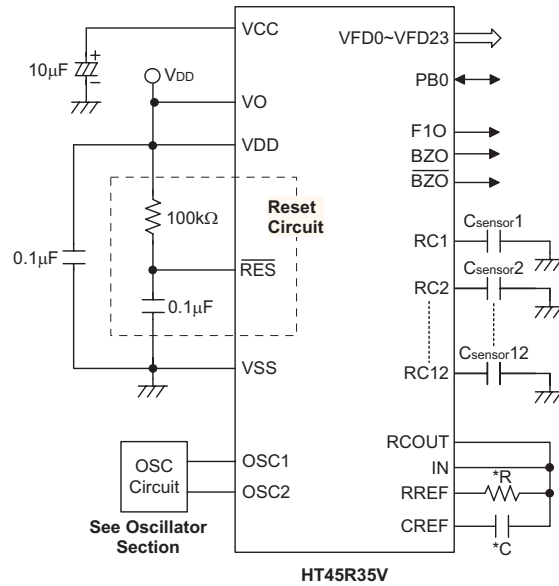 VCC
10µF
+
−
VDD
VO
VDD
Reset
Circuit
100kΩ
RES
0.1µF
0.1µF
VSS
OSC
Circuit
OSC1
OSC2
See Oscillator
Section
VFD0~VFD23
PB0
F1O
BZO
BZO
RC1
Csensor1
RC2
Csensor2
RC12
Csensor12
RCOUT
IN
*R
RREF
CREF
*C
HT45R35V